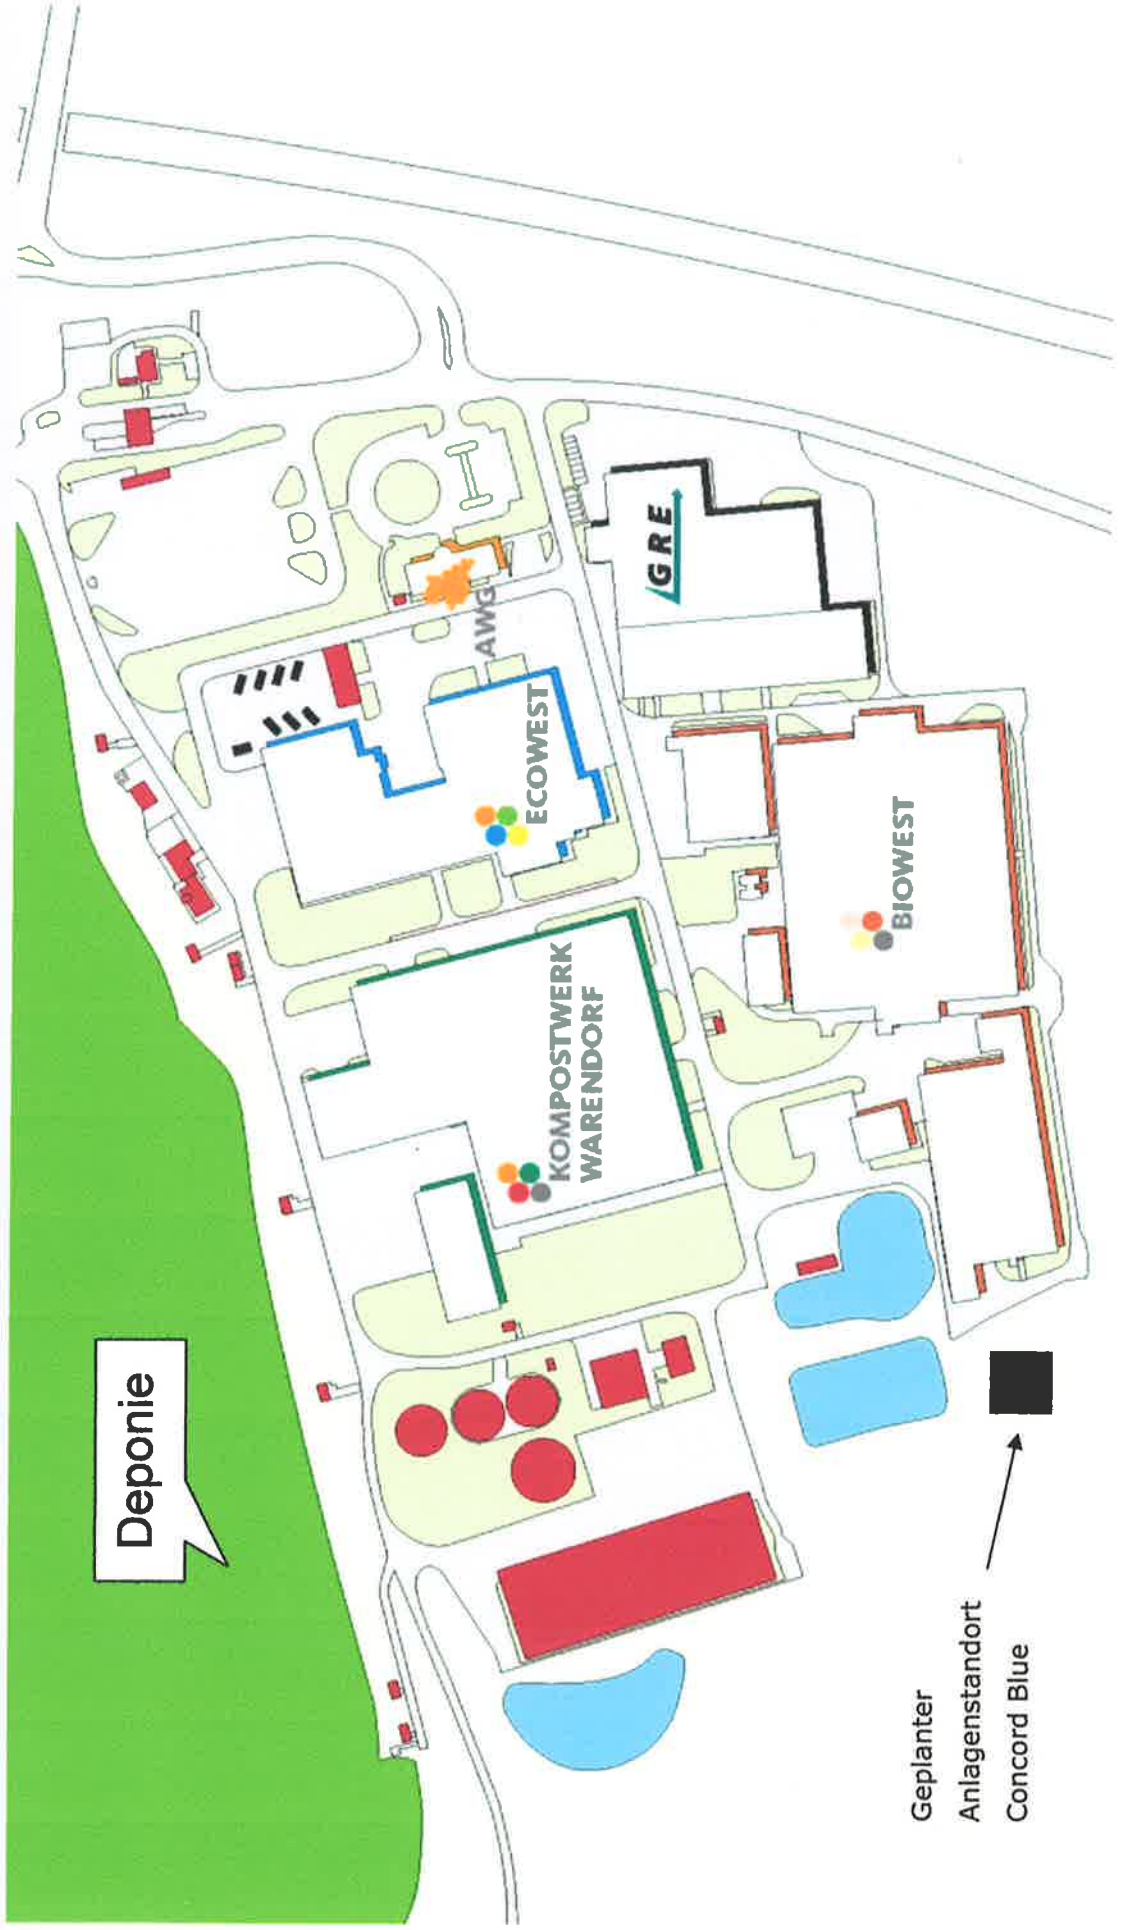 Deponie
KOMPOSTWERK
WARENDORF
ECOWEST
AWG
GRE
BIOWEST
Geplanter
Anlagenstandort
Concord Blue